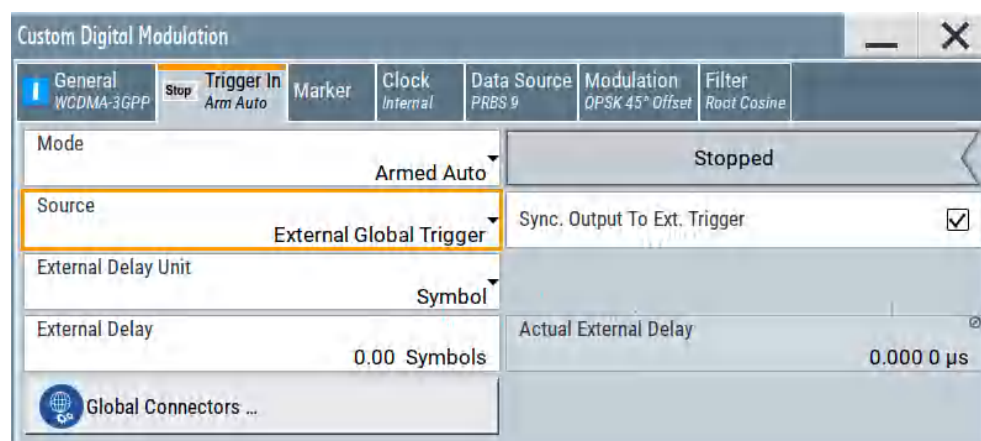 Custom Digital Modulation
General
WCDMA-3GPP
Stop
Trigger In
Arm Auto
Marker
Clock
Internal
Data Source
PRBS 9
Modulation
QPSK 45° Offset
Filter
Root Cosine
Mode
Armed Auto
Stopped
Source
External Global Trigger
Sync. Output To Ext. Trigger
External Delay Unit
Symbol
External Delay
0.00 Symbols
Actual External Delay
0.000 0 µs
Global Connectors ...